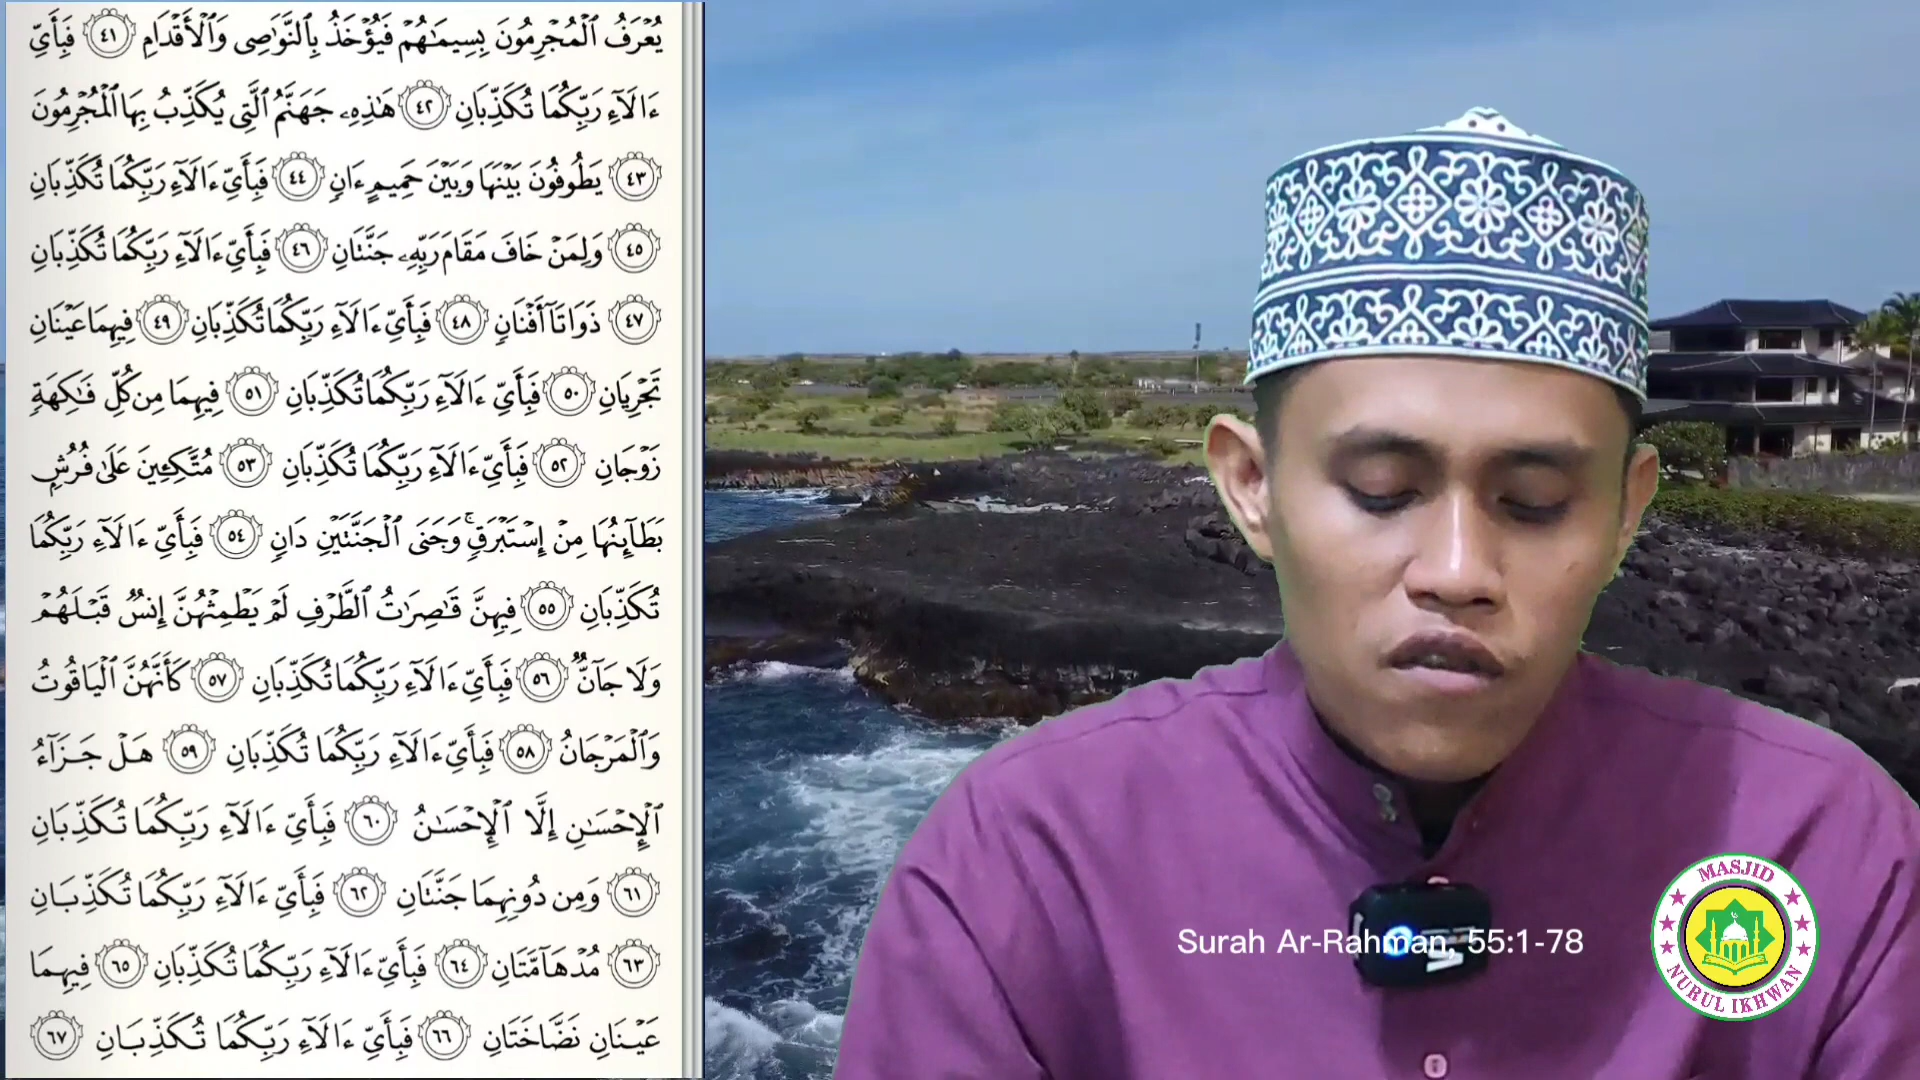 يُعْرَفُ ٱلْمُجْرِمُونَ بِسِيمَٰهُمْ فَيُؤْخَذُ بِٱلنَّوَٰصِى وَٱلْأَقْدَامِ ٤١ فَبِأَىِّ
ءَالَآءِ رَبِّكُمَا تُكَذِّبَانِ ٤٢ هَٰذِهِۦ جَهَنَّمُ ٱلَّتِى يُكَذِّبُ بِهَا ٱلْمُجْرِمُونَ
٤٣ يَطُوفُونَ بَيْنَهَا وَبَيْنَ حَمِيمٍ ءَانٍ ٤٤ فَبِأَىِّ ءَالَآءِ رَبِّكُمَا تُكَذِّبَانِ
٤٥ وَلِمَنْ خَافَ مَقَامَ رَبِّهِۦ جَنَّتَانِ ٤٦ فَبِأَىِّ ءَالَآءِ رَبِّكُمَا تُكَذِّبَانِ
٤٧ ذَوَاتَآ أَفْنَانٍ ٤٨ فَبِأَىِّ ءَالَآءِ رَبِّكُمَا تُكَذِّبَانِ ٤٩ فِيهِمَا عَيْنَانِ
تَجْرِيَانِ ٥٠ فَبِأَىِّ ءَالَآءِ رَبِّكُمَا تُكَذِّبَانِ ٥١ فِيهِمَا مِن كُلِّ فَٰكِهَةٍ
زَوْجَانِ ٥٢ فَبِأَىِّ ءَالَآءِ رَبِّكُمَا تُكَذِّبَانِ ٥٣ مُتَّكِـِٔينَ عَلَىٰ فُرُشٍۭ
بَطَآئِنُهَا مِنْ إِسْتَبْرَقٍ ۚ وَجَنَى ٱلْجَنَّتَيْنِ دَانٍ ٥٤ فَبِأَىِّ ءَالَآءِ رَبِّكُمَا
تُكَذِّبَانِ ٥٥ فِيهِنَّ قَٰصِرَٰتُ ٱلطَّرْفِ لَمْ يَطْمِثْهُنَّ إِنسٌ قَبْلَهُمْ
وَلَا جَآنٌّ ٥٦ فَبِأَىِّ ءَالَآءِ رَبِّكُمَا تُكَذِّبَانِ ٥٧ كَأَنَّهُنَّ ٱلْيَاقُوتُ
وَٱلْمَرْجَانُ ٥٨ فَبِأَىِّ ءَالَآءِ رَبِّكُمَا تُكَذِّبَانِ ٥٩ هَلْ جَزَآءُ
ٱلْإِحْسَٰنِ إِلَّا ٱلْإِحْسَٰنُ ٦٠ فَبِأَىِّ ءَالَآءِ رَبِّكُمَا تُكَذِّبَانِ
٦١ وَمِن دُونِهِمَا جَنَّتَانِ ٦٢ فَبِأَىِّ ءَالَآءِ رَبِّكُمَا تُكَذِّبَانِ
٦٣ مُدْهَآمَّتَانِ ٦٤ فَبِأَىِّ ءَالَآءِ رَبِّكُمَا تُكَذِّبَانِ ٦٥ فِيهِمَا
عَيْنَانِ نَضَّاخَتَانِ ٦٦ فَبِأَىِّ ءَالَآءِ رَبِّكُمَا تُكَذِّبَانِ ٦٧
Surah Ar-Rahman, 55:1-78
MASJID
NURUL IKHWAN